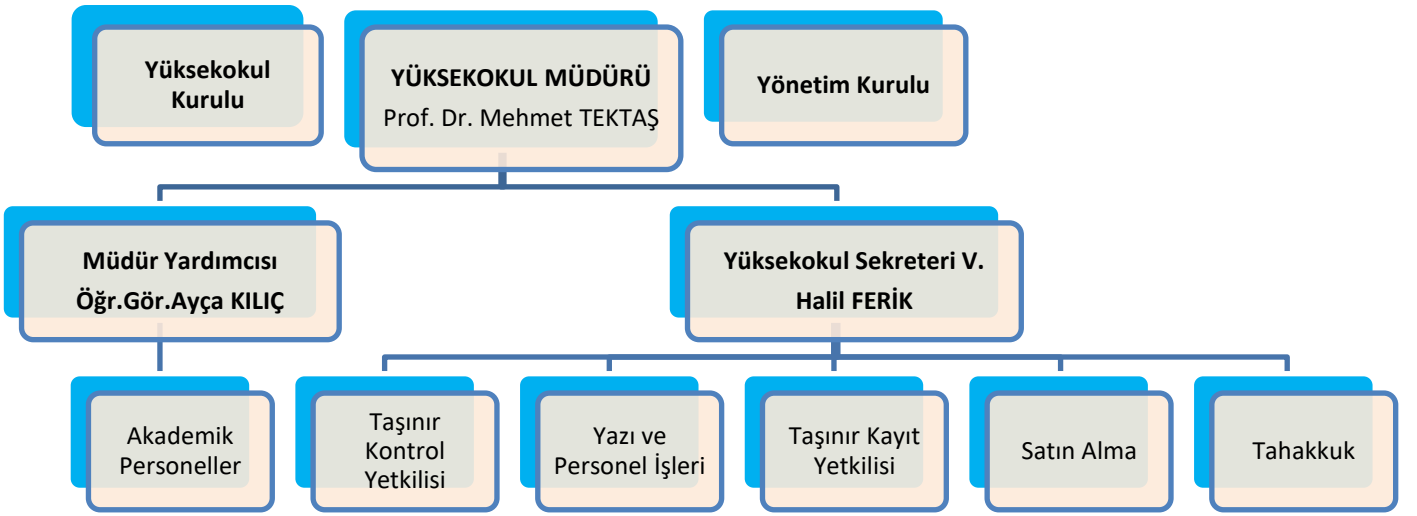 Yüksekokul
Kurulu
YÜKSEKOKUL MÜDÜRÜ
Prof. Dr. Mehmet TEKTAŞ
Yönetim Kurulu
Müdür Yardımcısı
Öğr.Gör.Ayça KILIÇ
Yüksekokul Sekreteri V.
Halil FERİK
Akademik
Personeller
Taşınır
Kontrol
Yetkilisi
Yazı ve
Personel İşleri
Taşınır Kayıt
Yetkilisi
Satın Alma
Tahakkuk